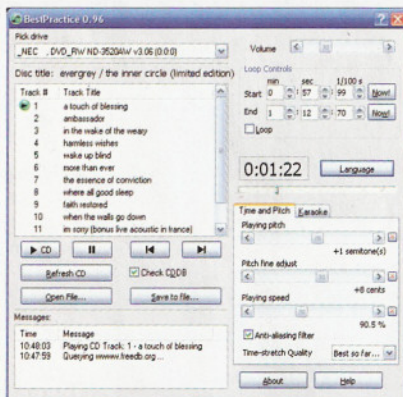 BestPractice 0.96
Pick drive
_NEC , DVD_RW ND-3520AW v3.06 (0:0:0)
Disc title: evergrey / the inner circle (limited edition)
Track # Track Title
1 a touch of blessing
2 ambassador
3 in the wake of the weary
4 harmless wishes
5 wake up blind
6 more than ever
7 the essence of conviction
8 where all good sleep
9 faith restored
10 when the walls go down
11 im sorry (bonus live acoustic in france)
CD
Refresh CD
Check CDDB
Open File...
Save to file...
Messages:
Time Message
10:48:03 Playing CD Track: 1 - a touch of blessing
10:47:59 Querying wwwww.freedb.org ...
Volume
Loop Controls
min sec 1/100 s
Start 0 : 57 : 99 Now!
End 1 : 12 : 70 Now!
Loop
0:01:22
Language
Time and Pitch Karaoke
Playing pitch
+1 semitone(s)
Pitch fine adjust
+8 cents
Playing speed
90.5 %
Anti-aliasing filter
Time-stretch Quality Best so far...
About
Help